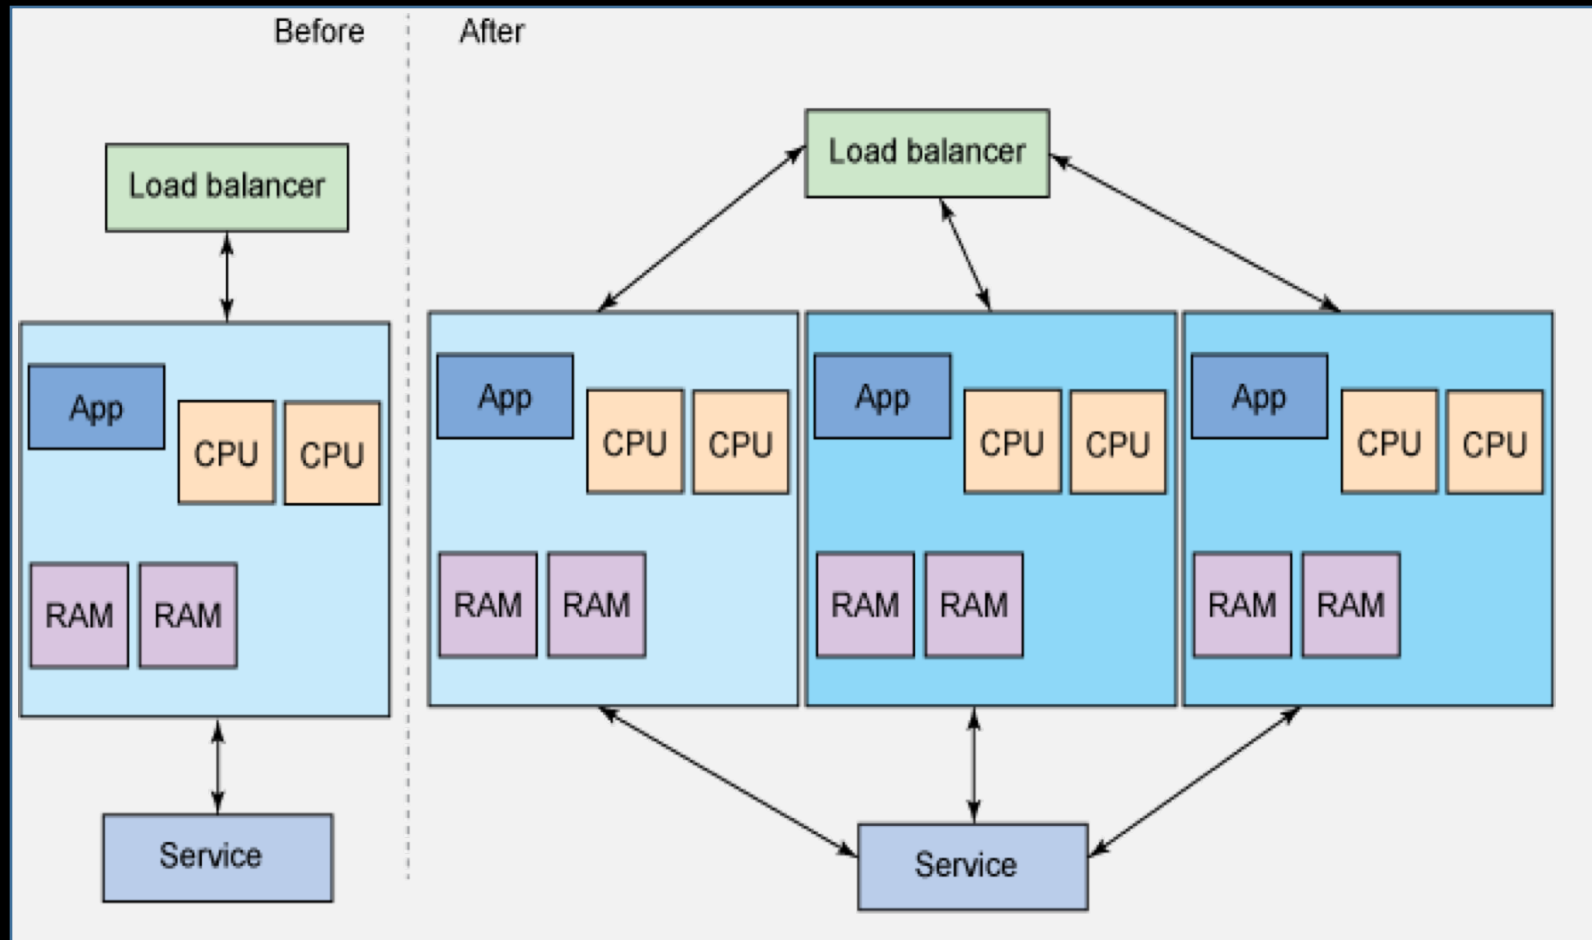 Before
After
Load balancer
App
CPU
CPU
RAM
RAM
Service
Load balancer
App
CPU
CPU
RAM
RAM
App
CPU
CPU
RAM
RAM
App
CPU
CPU
RAM
RAM
Service